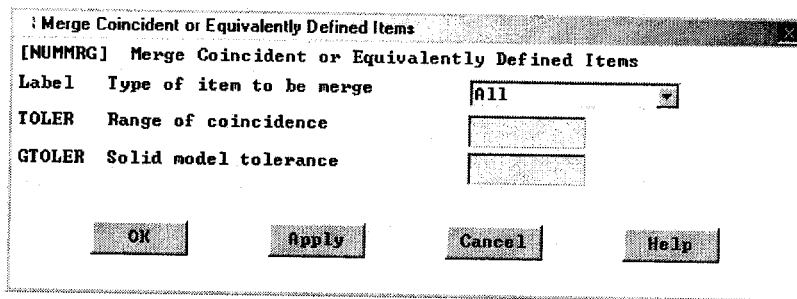 Merge Coincident or Equivalently Defined Items
[NUMMRG] Merge Coincident or Equivalently Defined Items
Label Type of item to be merge All
TOLER Range of coincidence
GTOLER Solid model tolerance
OK Apply Cancel Help